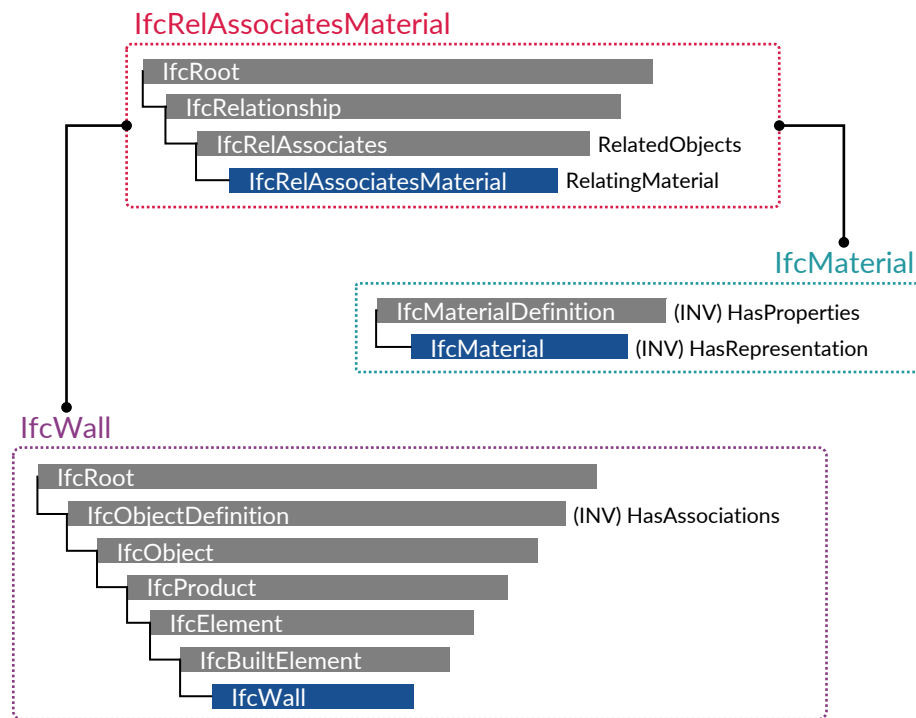 IfcRelAssociatesMaterial
IfcRoot
IfcRelationship
IfcRelAssociates RelatedObjects
IfcRelAssociatesMaterial RelatingMaterial
IfcMaterial
IfcMaterialDefinition (INV) HasProperties
IfcMaterial (INV) HasRepresentation
IfcWall
IfcRoot
IfcObjectDefinition (INV) HasAssociations
IfcObject
IfcProduct
IfcElement
IfcBuiltElement
IfcWall